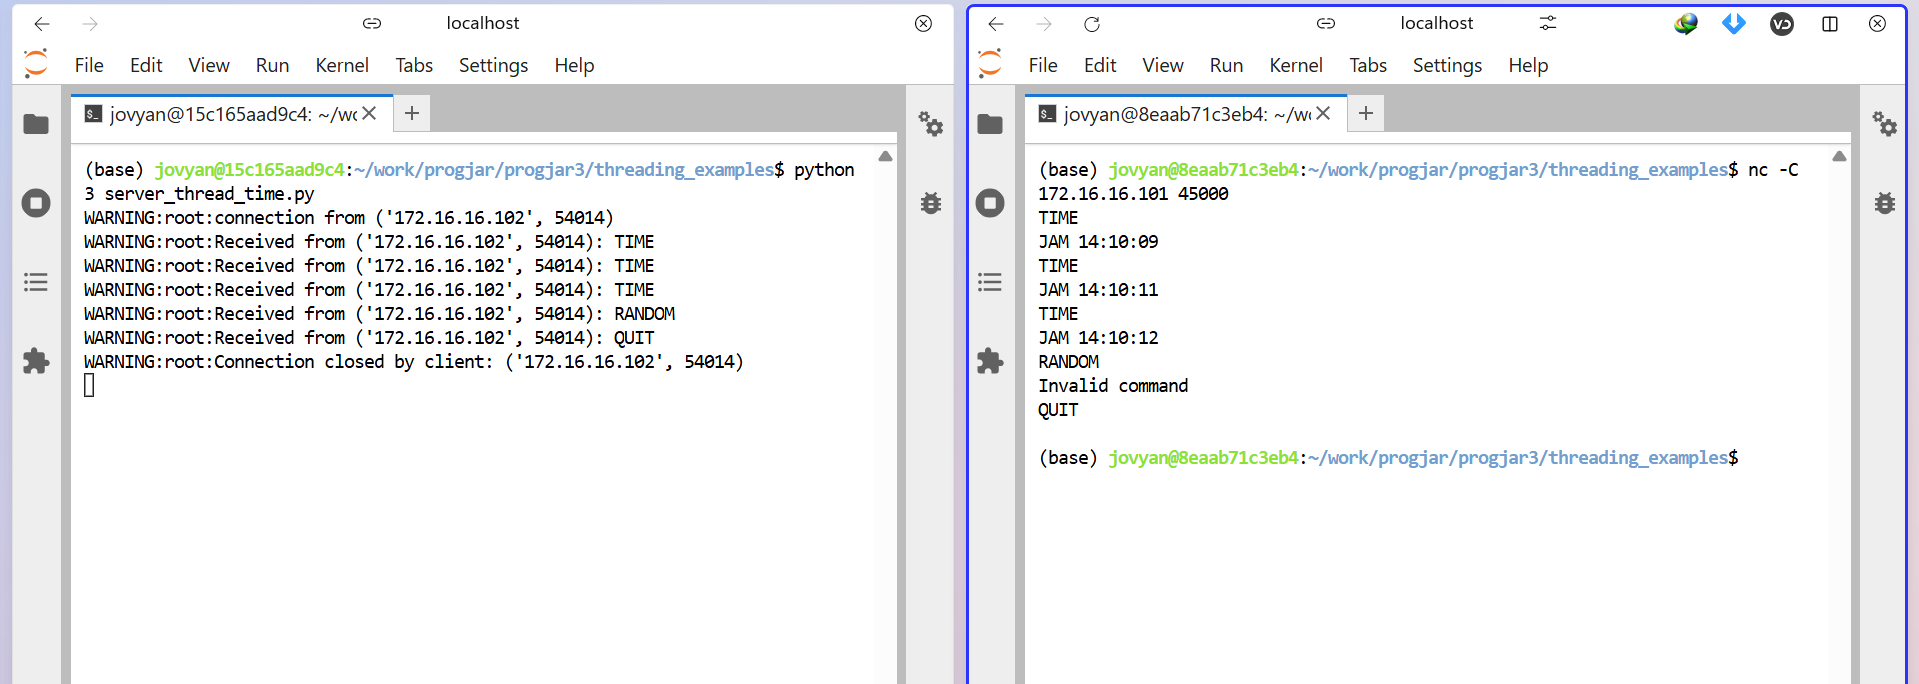 localhost
File Edit View Run Kernel Tabs Settings Help
jovyan@15c165aad9c4: ~/wo
(base) jovyan@15c165aad9c4:~/work/progjar/progjar3/threading_examples$ python
3 server_thread_time.py
WARNING:root:connection from ('172.16.16.102', 54014)
WARNING:root:Received from ('172.16.16.102', 54014): TIME
WARNING:root:Received from ('172.16.16.102', 54014): TIME
WARNING:root:Received from ('172.16.16.102', 54014): TIME
WARNING:root:Received from ('172.16.16.102', 54014): RANDOM
WARNING:root:Received from ('172.16.16.102', 54014): QUIT
WARNING:root:Connection closed by client: ('172.16.16.102', 54014)
localhost
VD
File Edit View Run Kernel Tabs Settings Help
jovyan@8eaab71c3eb4: ~/wo
(base) jovyan@8eaab71c3eb4:~/work/progjar/progjar3/threading_examples$ nc -C
172.16.16.101 45000
TIME
JAM 14:10:09
TIME
JAM 14:10:11
TIME
JAM 14:10:12
RANDOM
Invalid command
QUIT
(base) jovyan@8eaab71c3eb4:~/work/progjar/progjar3/threading_examples$